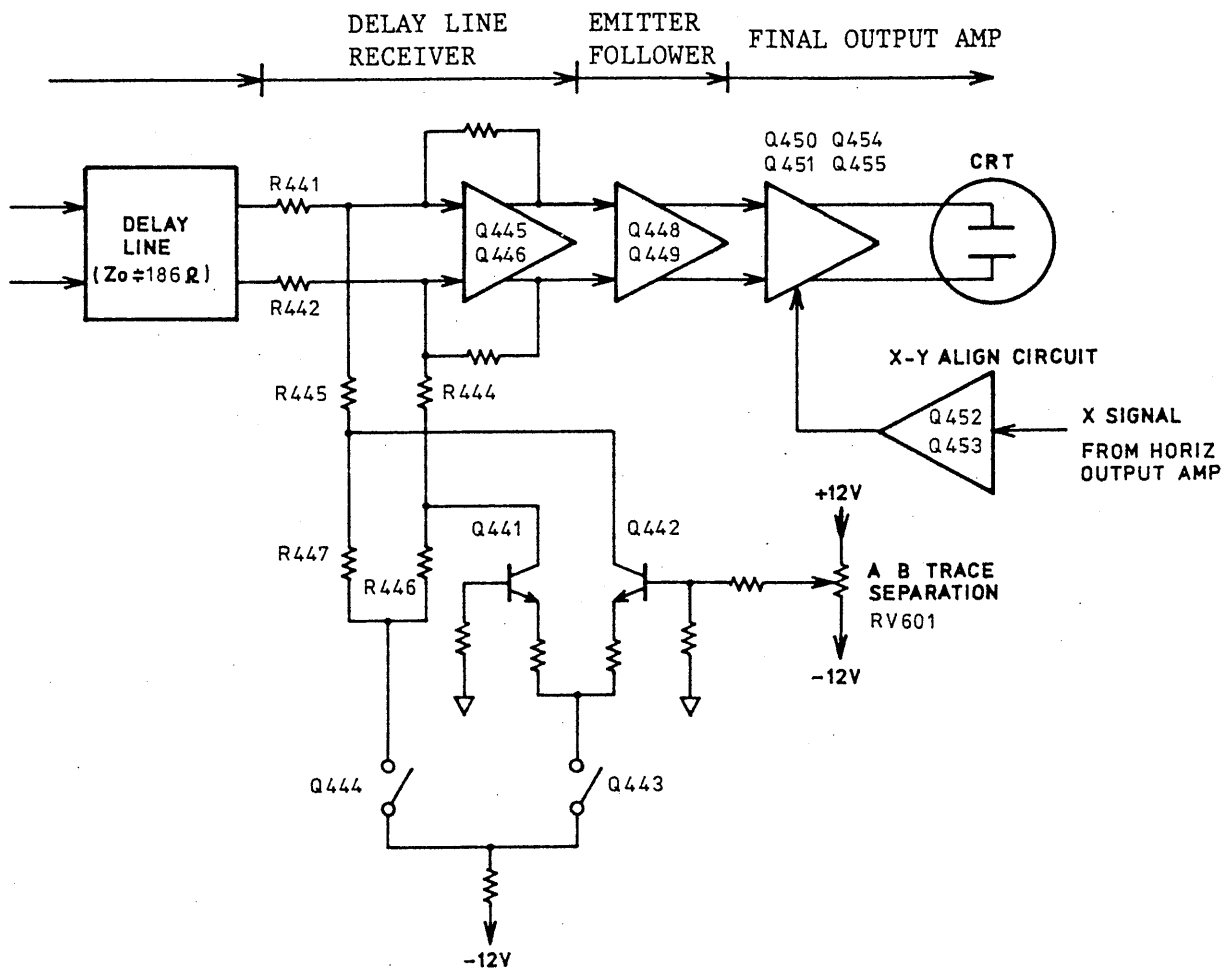 DELAY LINE
RECEIVER
EMITTER
FOLLOWER
FINAL OUTPUT AMP
Q450 Q454
Q451 Q455
CRT
R441
DELAY
LINE
(Zo≑186Ω)
R442
Q445
Q446
Q448
Q449
X-Y ALIGN CIRCUIT
R445
R444
Q452
Q453
X SIGNAL
FROM HORIZ
OUTPUT AMP
+12V
Q441
Q442
R447
R446
A B TRACE
SEPARATION
RV601
-12V
Q444
Q443
-12V